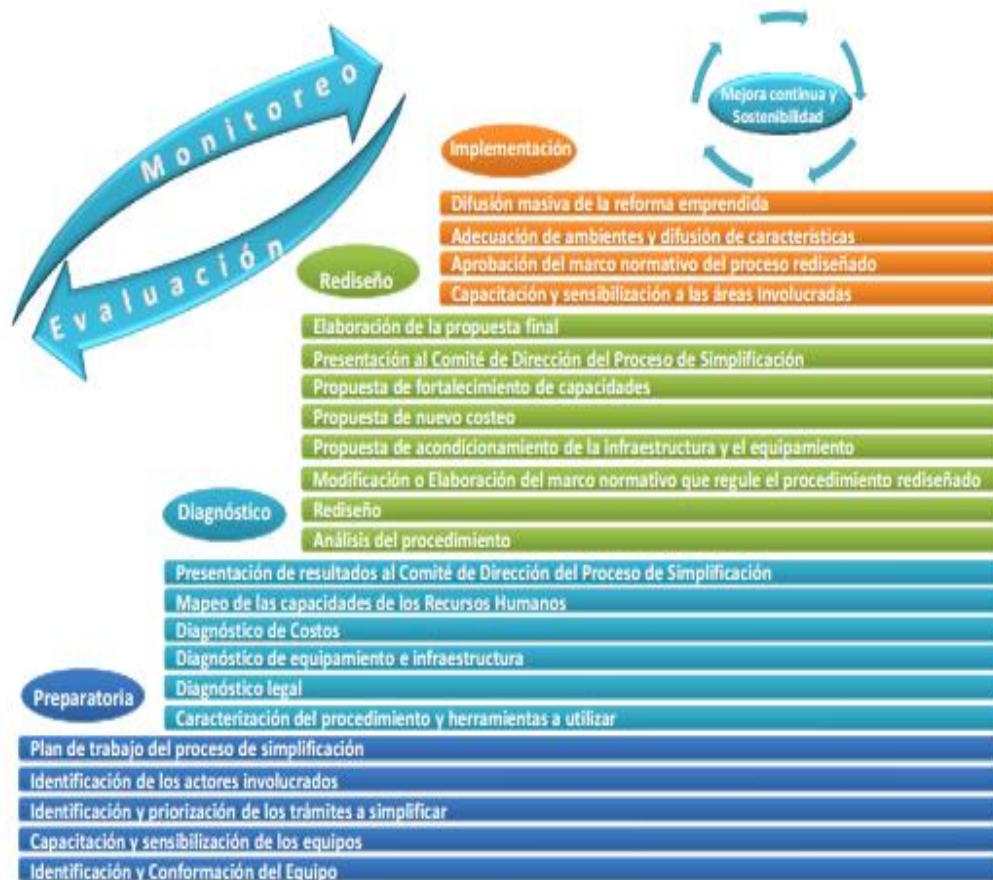 Monitoreo
Evaluación
Mejora continua y
Sostenibilidad
Implementación
Difusión masiva de la reforma emprendida
Adecuación de ambientes y difusión de características
Aprobación del marco normativo del proceso rediseñado
Capacitación y sensibilización a las áreas Involucradas
Rediseño
Elaboración de la propuesta final
Presentación al Comité de Dirección del Proceso de Simplificación
Propuesta de fortalecimiento de capacidades
Propuesta de nuevo costeo
Propuesta de acondicionamiento de la infraestructura y el equipamiento
Modificación o Elaboración del marco normativo que regule el procedimiento rediseñado
Rediseño
Análisis del procedimiento
Diagnóstico
Presentación de resultados al Comité de Dirección del Proceso de Simplificación
Mapeo de las capacidades de los Recursos Humanos
Diagnóstico de Costos
Diagnóstico de equipamiento e infraestructura
Diagnóstico legal
Caracterización del procedimiento y herramientas a utilizar
Preparatoria
Plan de trabajo del proceso de simplificación
Identificación de los actores involucrados
Identificación y priorización de los trámites a simplificar
Capacitación y sensibilización de los equipos
Identificación y Conformación del Equipo